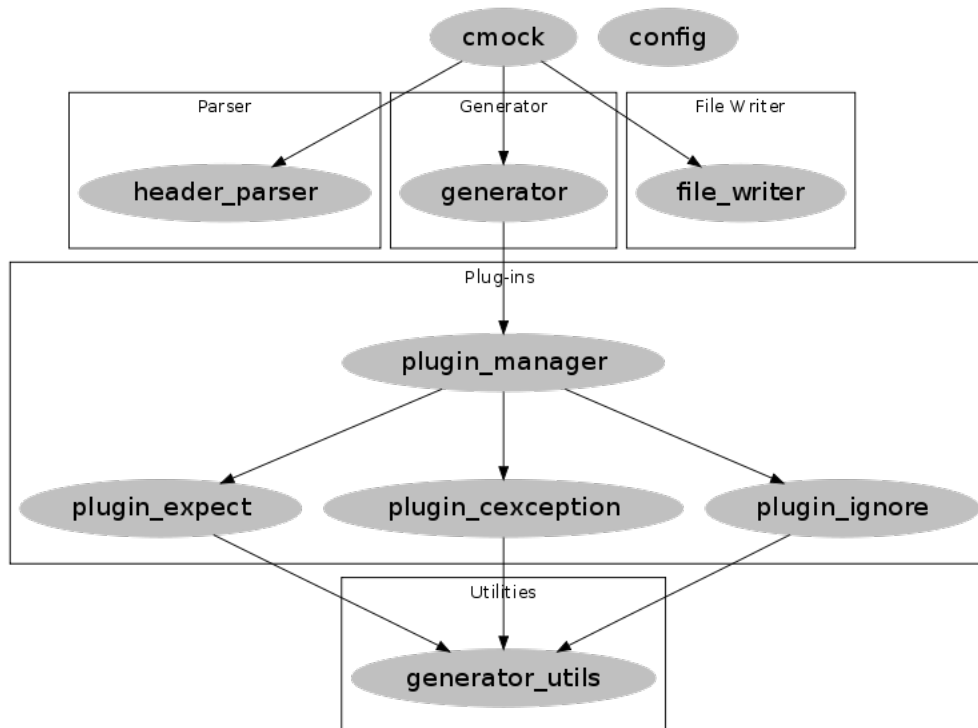 cmock
config
Parser
Generator
File Writer
header_parser
generator
file_writer
Plug-ins
plugin_manager
plugin_expect
plugin_cexception
plugin_ignore
Utilities
generator_utils